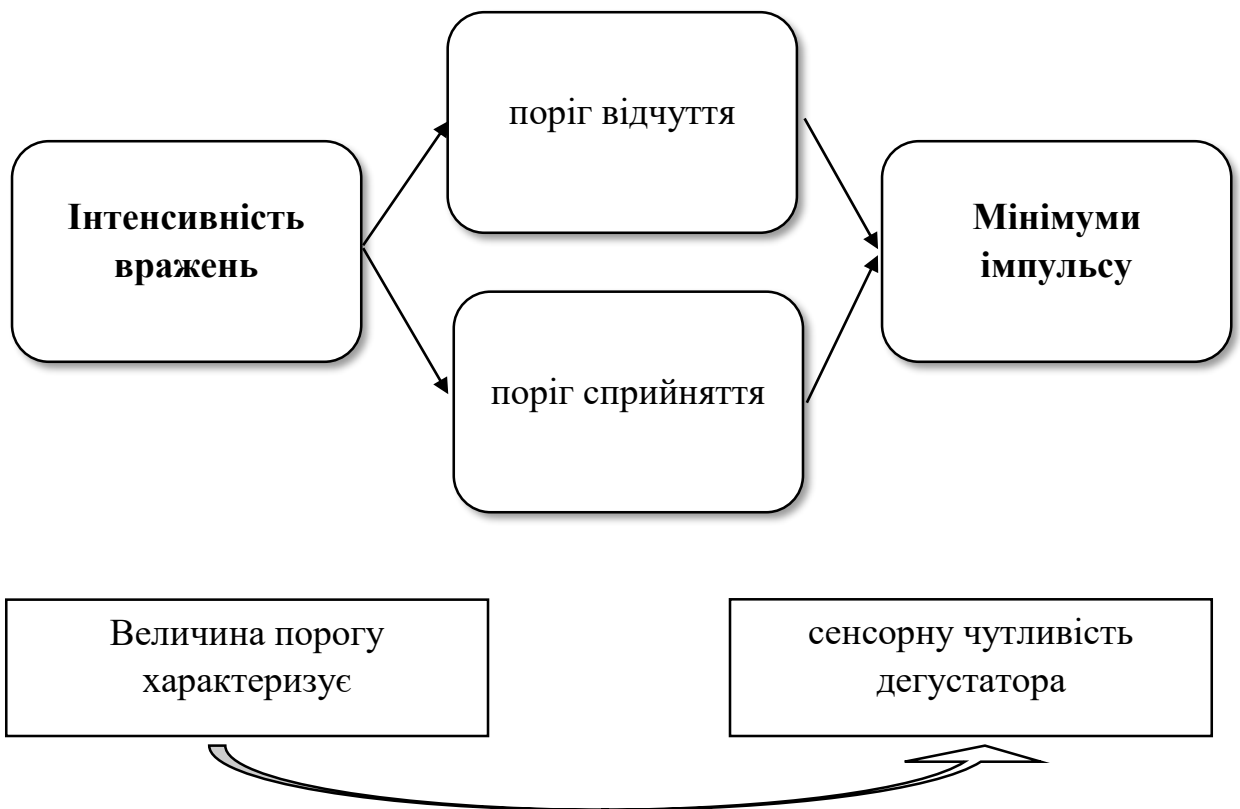 поріг відчуття
Інтенсивність
вражень
Мінімуми
імпульсу
поріг сприйняття
Величина порогу
характеризує
сенсорну чутливість
дегустатора